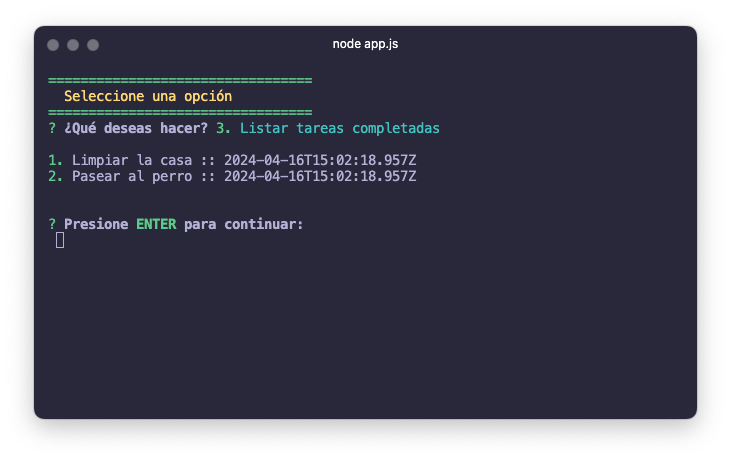 node app.js
=================================
Seleccione una opción
=================================
? ¿Qué deseas hacer? 3. Listar tareas completadas
1. Limpiar la casa :: 2024-04-16T15:02:18.957Z
2. Pasear al perro :: 2024-04-16T15:02:18.957Z
? Presione ENTER para continuar: